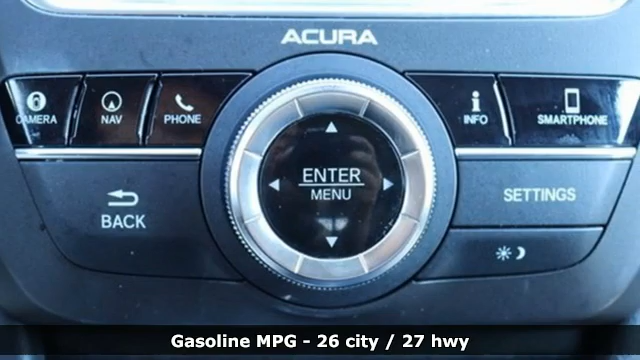 ACURA
CAMERA
NAV
PHONE
INFO
SMARTPHONE
ENTER
MENU
BACK
SETTINGS
Gasoline MPG - 26 city / 27 hwy